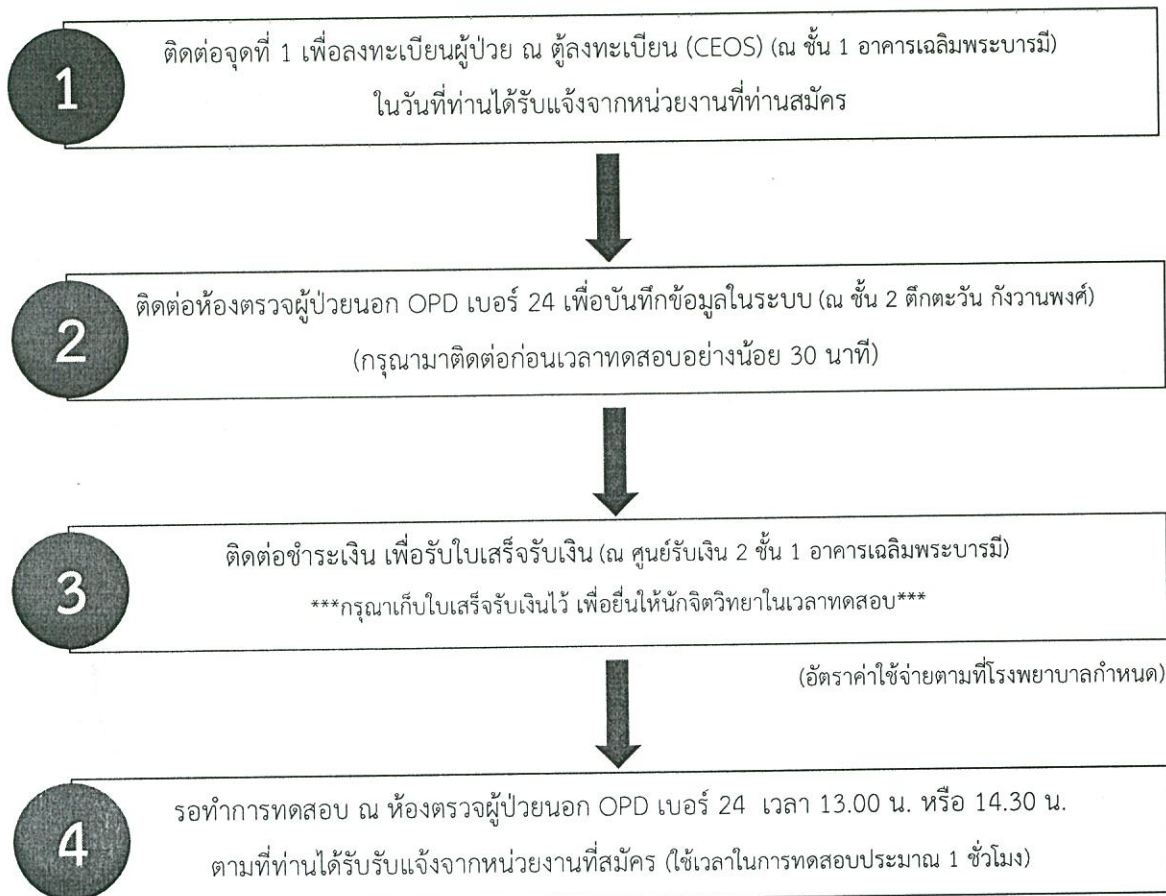 1
ติดต่อจุดที่ 1 เพื่อลงทะเบียนผู้ป่วย ณ ตู้ลงทะเบียน (CEOS) (ณ ชั้น 1 อาคารเฉลิมพระบารมี)
ในวันที่ท่านได้รับแจ้งจากหน่วยงานที่ท่านสมัคร
2
ติดต่อห้องตรวจผู้ป่วยนอก OPD เบอร์ 24 เพื่อบันทึกข้อมูลในระบบ (ณ ชั้น 2 ตึกตะวัน กังวานพงศ์)
(กรุณามาติดต่อก่อนเวลาทดสอบอย่างน้อย 30 นาที)
3
ติดต่อชำระเงิน เพื่อรับใบเสร็จรับเงิน (ณ ศูนย์รับเงิน 2 ชั้น 1 อาคารเฉลิมพระบารมี)
***กรุณาเก็บใบเสร็จรับเงินไว้ เพื่อยื่นให้นักจิตวิทยาในเวลาทดสอบ***
(อัตราค่าใช้จ่ายตามที่โรงพยาบาลกำหนด)
4
รอทำการทดสอบ ณ ห้องตรวจผู้ป่วยนอก OPD เบอร์ 24 เวลา 13.00 น. หรือ 14.30 น.
ตามที่ท่านได้รับรับแจ้งจากหน่วยงานที่สมัคร (ใช้เวลาในการทดสอบประมาณ 1 ชั่วโมง)